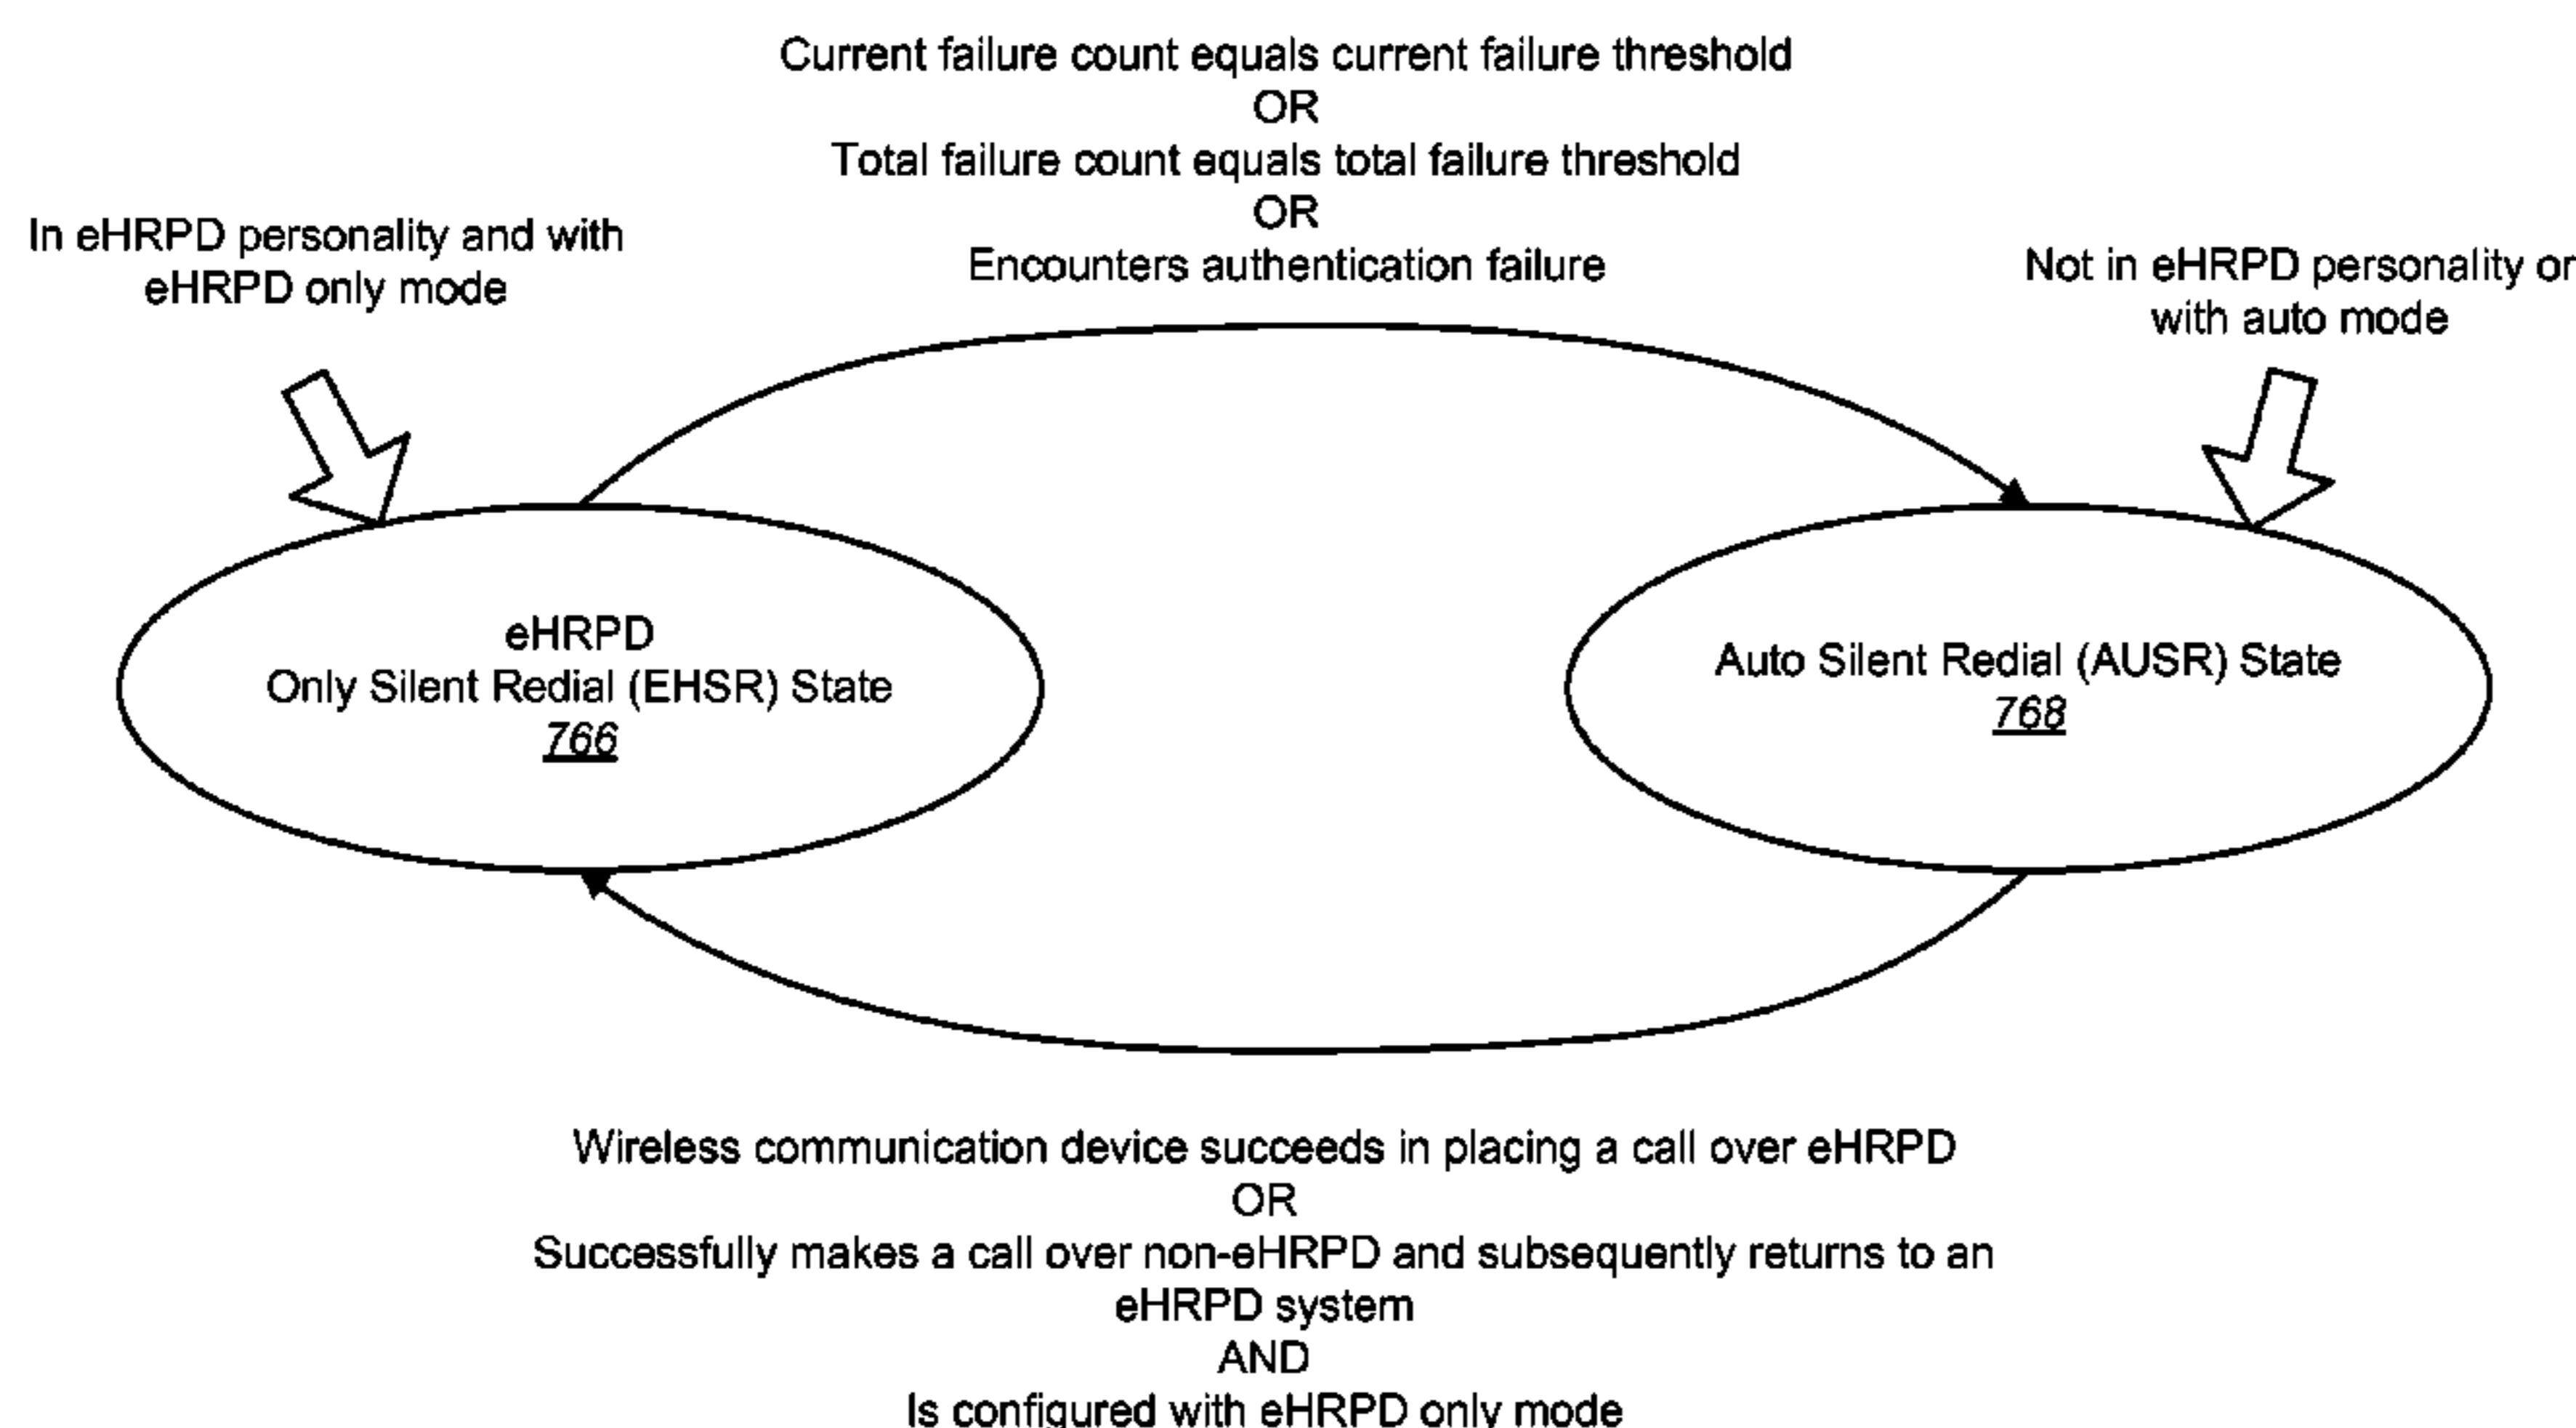 Current failure count equals current failure threshold
OR
Total failure count equals total failure threshold
OR
Encounters authentication failure
In eHRPD personality and with
eHRPD only mode
Not in eHRPD personality or
with auto mode
eHRPD
Only Silent Redial (EHSR) State
766
Auto Silent Redial (AUSR) State
768
Wireless communication device succeeds in placing a call over eHRPD
OR
Successfully makes a call over non-eHRPD and subsequently returns to an
eHRPD system
AND
Is configured with eHRPD only mode